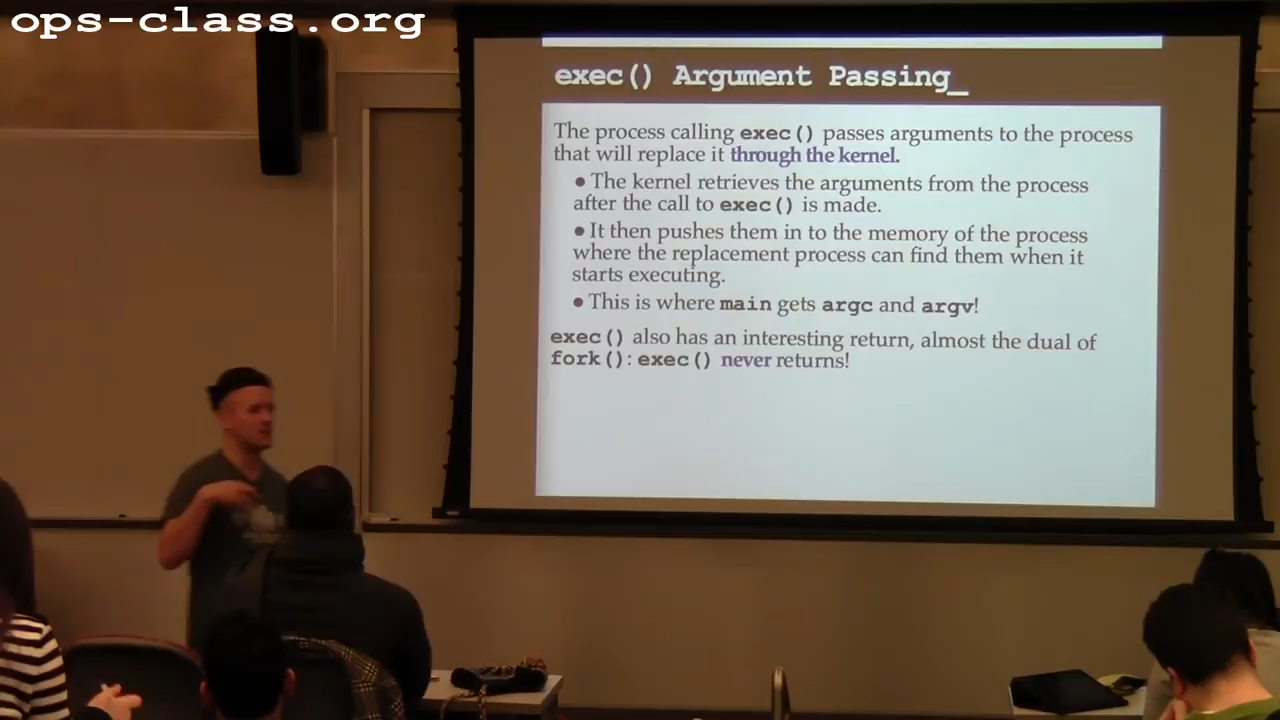 ops-class.org
exec() Argument Passing_
The process calling exec() passes arguments to the process
that will replace it through the kernel.
● The kernel retrieves the arguments from the process
after the call to exec() is made.
● It then pushes them in to the memory of the process
where the replacement process can find them when it
starts executing.
● This is where main gets argc and argv!
exec() also has an interesting return, almost the dual of
fork(): exec() never returns!